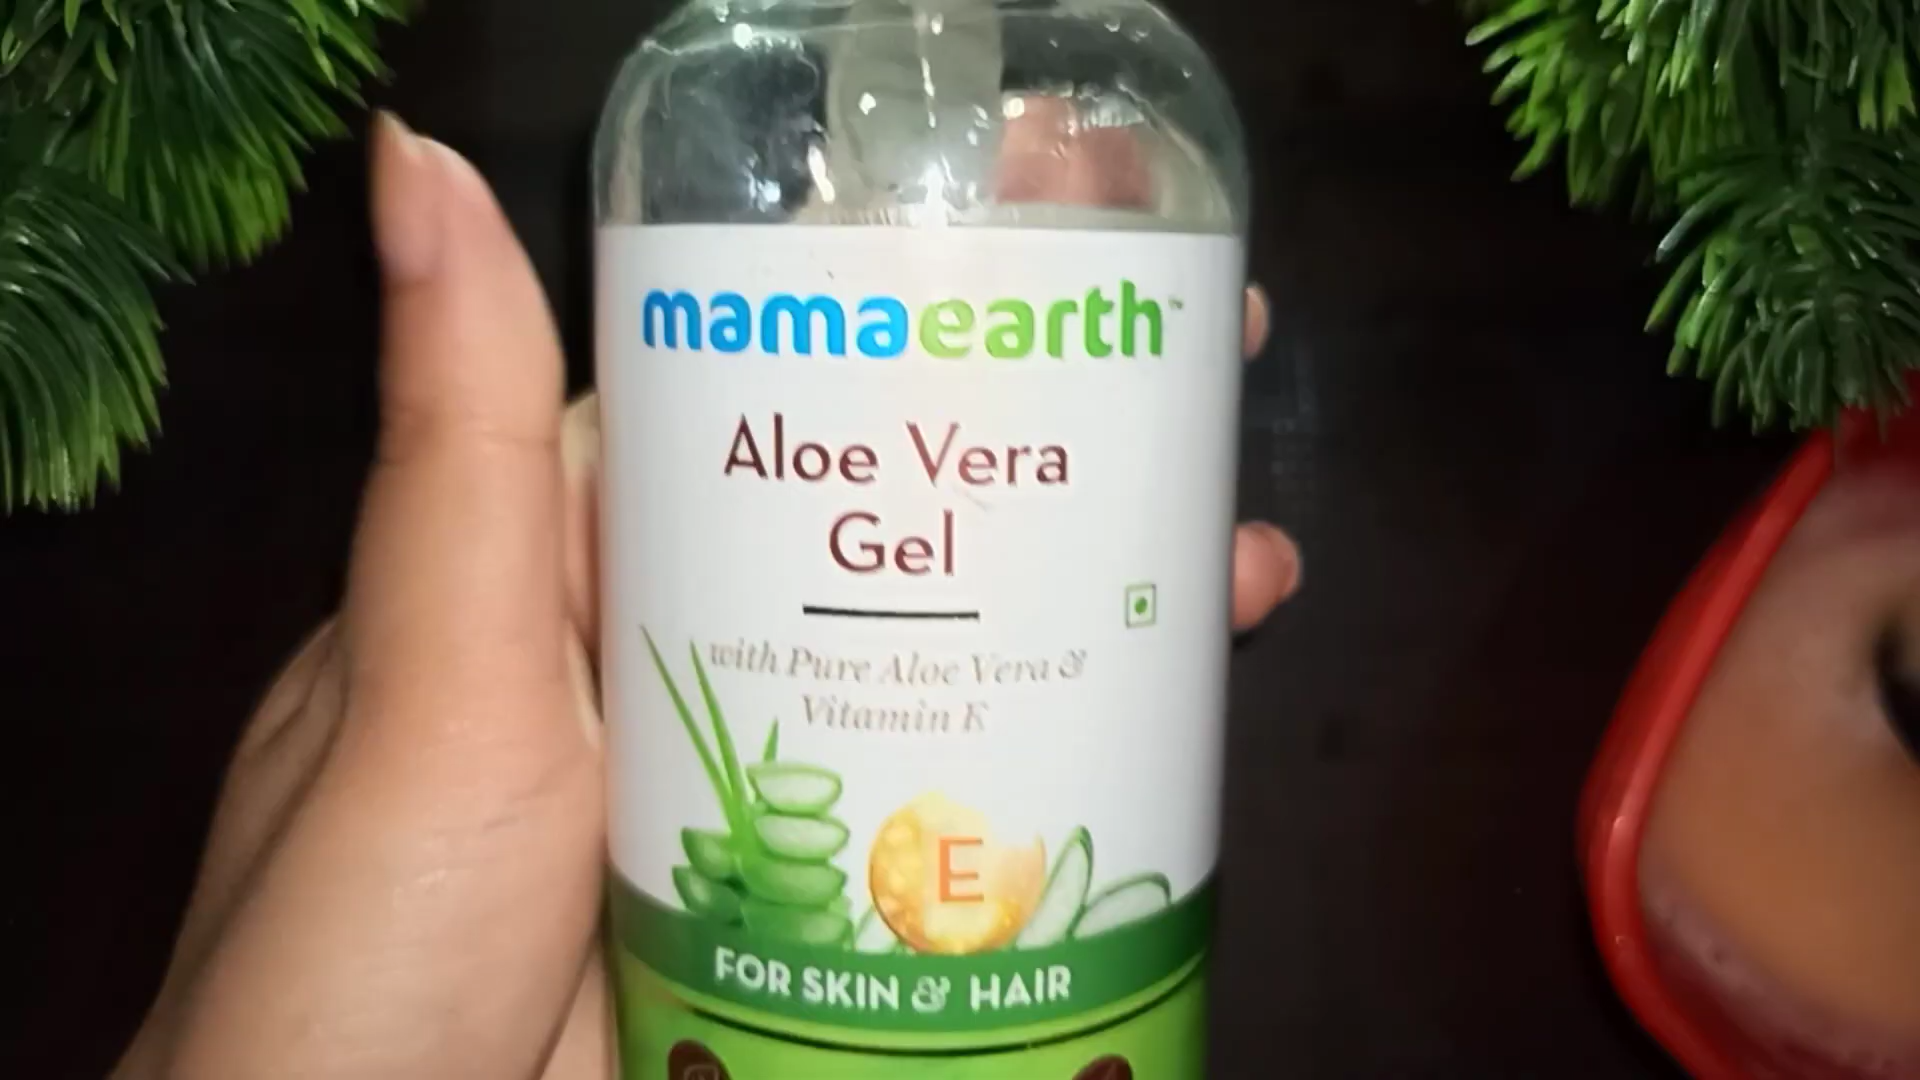 mamaearth™
Aloe Vera
Gel
with Pure Aloe Vera &
Vitamin E
E
FOR SKIN & HAIR